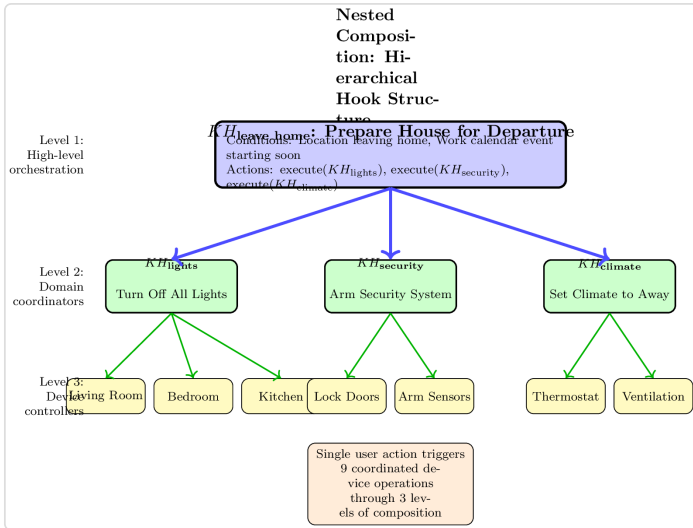 Nested
Composi-
tion: Hi-
erarchical
Hook Struc-
ture
KH_leave home: Prepare House for Departure
Conditions: Location leaving home, Work calendar event
starting soon
Actions: execute(KH_lights), execute(KH_security),
execute(KH_climate)
Level 1:
High-level
orchestration
Level 2:
Domain
coordinators
KH_lights
Turn Off All Lights
KH_security
Arm Security System
KH_climate
Set Climate to Away
Level 3:
Device
controllers
Living Room
Bedroom
Kitchen
Lock Doors
Arm Sensors
Thermostat
Ventilation
Single user action triggers
9 coordinated de-
vice operations
through 3 lev-
els of composition